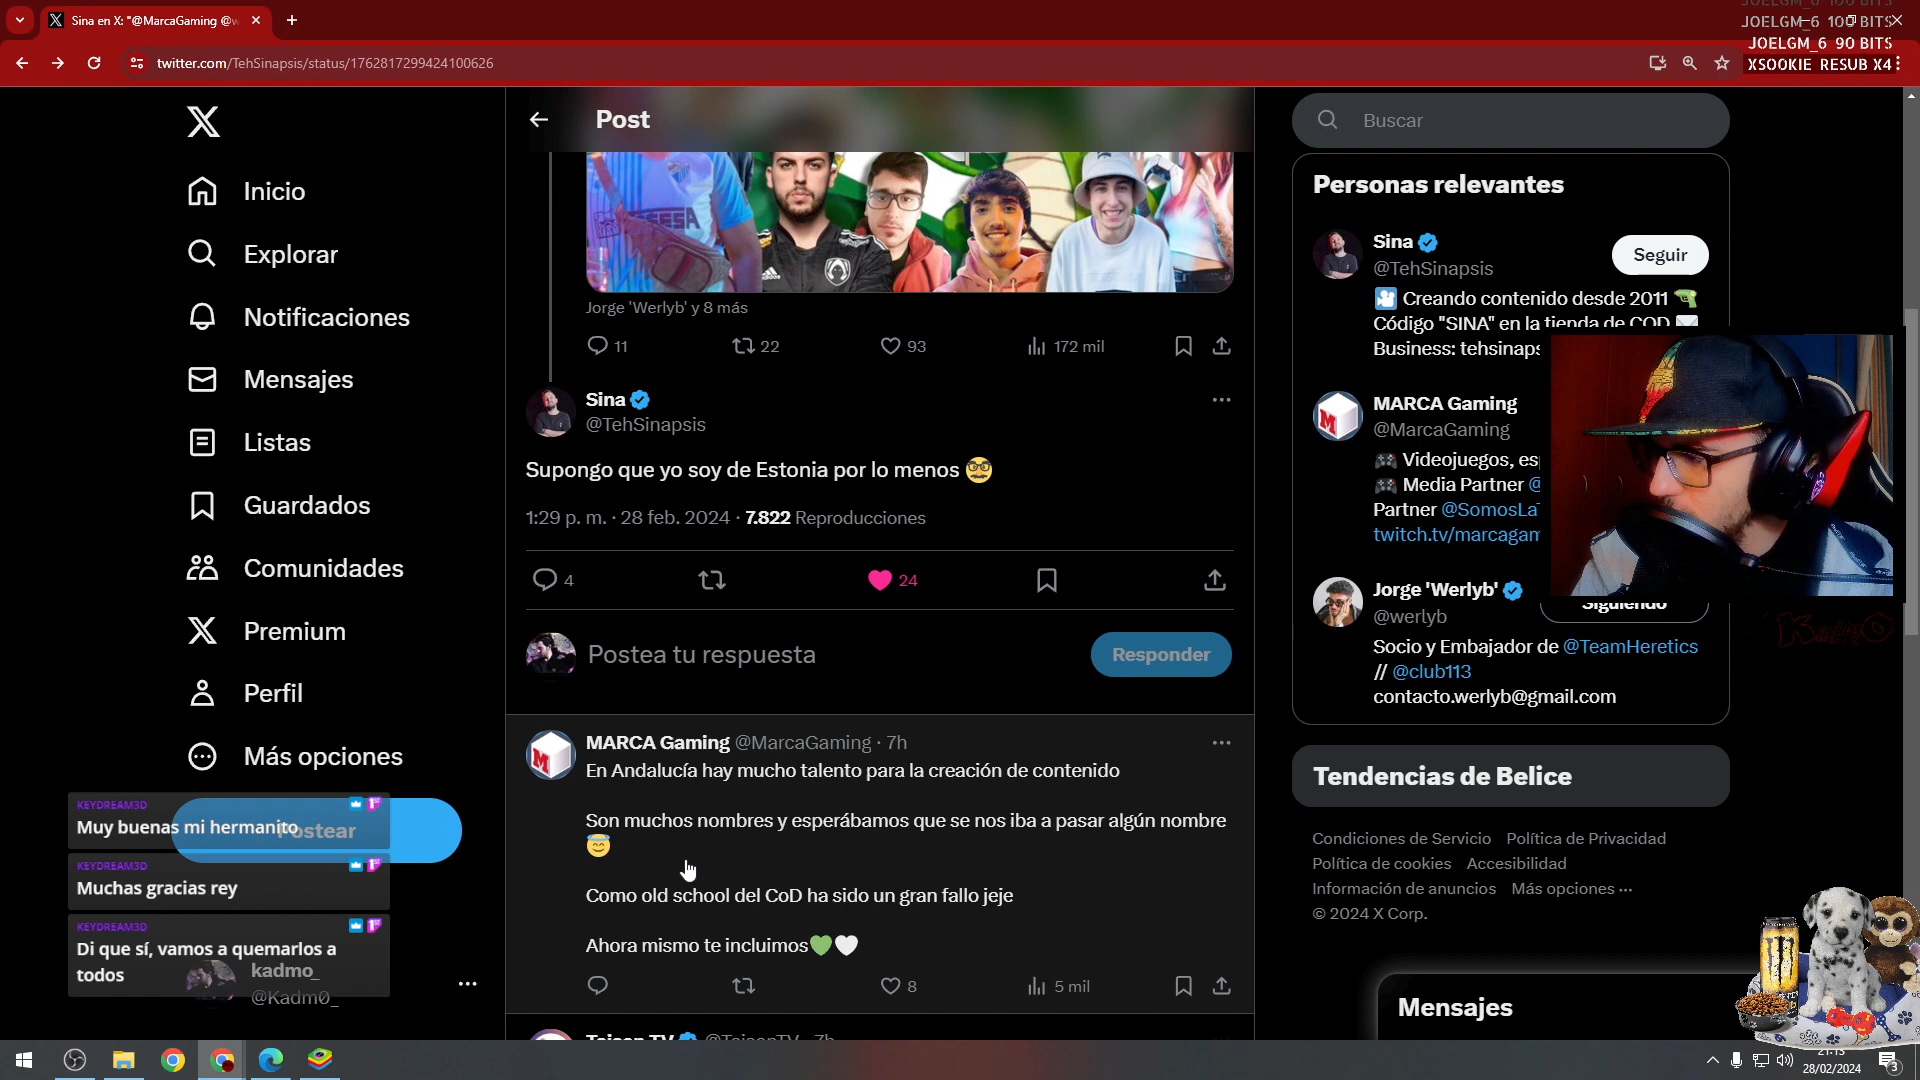 Sina en X: "@MarcaGaming @w
JOELGM_6 100 BITS
JOELGM_6 90 BITS
XSOOKIE RESUB X4
twitter.com/TehSinapsis/status/1762817299424100626
Inicio
Explorar
Notificaciones
Mensajes
Listas
Guardados
Comunidades
Premium
Perfil
Más opciones
Postear
KEYDREAM3D
Muy buenas mi hermanito
KEYDREAM3D
Muchas gracias rey
KEYDREAM3D
Di que sí, vamos a quemarlos a
todos
kadmo_
@Kadm0_
Post
Jorge 'Werlyb' y 8 más
11
22
93
172 mil
Sina
@TehSinapsis
Supongo que yo soy de Estonia por lo menos
1:29 p. m. · 28 feb. 2024 · 7.822 Reproducciones
4
24
Postea tu respuesta
Responder
MARCA Gaming @MarcaGaming · 7h
En Andalucía hay mucho talento para la creación de contenido
Son muchos nombres y esperábamos que se nos iba a pasar algún nombre
Como old school del CoD ha sido un gran fallo jeje
Ahora mismo te incluimos
8
5 mil
Buscar
Personas relevantes
Sina
@TehSinapsis
Seguir
Creando contenido desde 2011
Código "SINA" en la tienda de COD
Business: tehsinaps
MARCA Gaming
@MarcaGaming
Videojuegos, es
Media Partner @
Partner @SomosLa
twitch.tv/marcagam
Jorge 'Werlyb'
@werlyb
Siguiendo
Socio y Embajador de @TeamHeretics
// @club113
contacto.werlyb@gmail.com
Tendencias de Belice
Condiciones de Servicio Política de Privacidad
Política de cookies Accesibilidad
Información de anuncios Más opciones ···
© 2024 X Corp.
Mensajes
21:13
28/02/2024
3